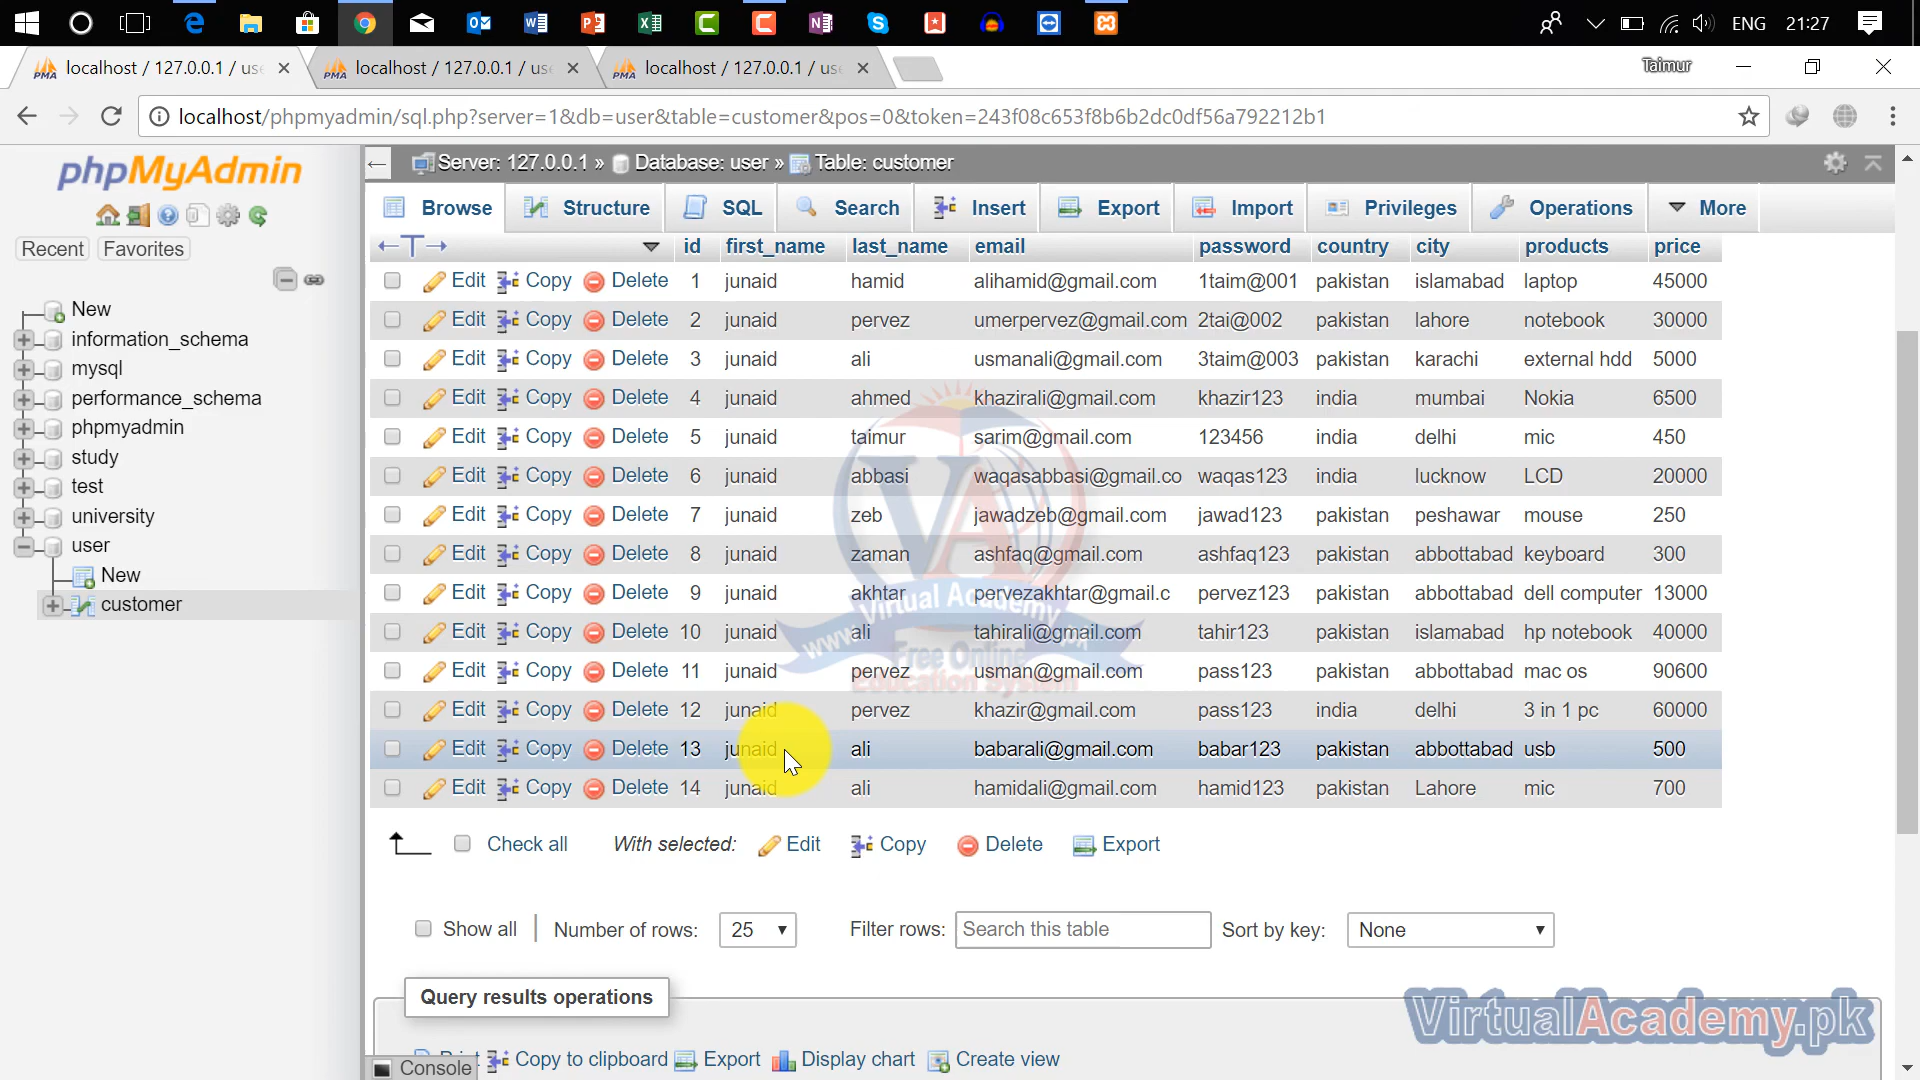 ENG 21:27
localhost / 127.0.0.1 / use localhost / 127.0.0.1 / use localhost / 127.0.0.1 / us Taimur
localhost/phpmyadmin/sql.php?server=1&db=user&table=customer&pos=0&token=243f08c653f8b6b2dc0df56a792212b1
phpMyAdmin
Recent Favorites
New
information_schema
mysql
performance_schema
phpmyadmin
study
test
university
user
New
customer
Server: 127.0.0.1 » Database: user » Table: customer
Browse Structure SQL Search Insert Export Import Privileges Operations More
id first_name last_name email password country city products price
Edit Copy Delete 1 junaid hamid alihamid@gmail.com 1taim@001 pakistan islamabad laptop 45000
Edit Copy Delete 2 junaid pervez umerpervez@gmail.com 2tai@002 pakistan lahore notebook 30000
Edit Copy Delete 3 junaid ali usmanali@gmail.com 3taim@003 pakistan karachi external hdd 5000
Edit Copy Delete 4 junaid ahmed khazirali@gmail.com khazir123 india mumbai Nokia 6500
Edit Copy Delete 5 junaid taimur sarim@gmail.com 123456 india delhi mic 450
Edit Copy Delete 6 junaid abbasi waqasabbasi@gmail.co waqas123 india lucknow LCD 20000
Edit Copy Delete 7 junaid zeb jawadzeb@gmail.com jawad123 pakistan peshawar mouse 250
Edit Copy Delete 8 junaid zaman ashfaq@gmail.com ashfaq123 pakistan abbottabad keyboard 300
Edit Copy Delete 9 junaid akhtar pervezakhtar@gmail.c pervez123 pakistan abbottabad dell computer 13000
Edit Copy Delete 10 junaid ali tahirali@gmail.com tahir123 pakistan islamabad hp notebook 40000
Edit Copy Delete 11 junaid pervez usman@gmail.com pass123 pakistan abbottabad mac os 90600
Edit Copy Delete 12 junaid pervez khazir@gmail.com pass123 india delhi 3 in 1 pc 60000
Edit Copy Delete 13 junaid ali babarali@gmail.com babar123 pakistan abbottabad usb 500
Edit Copy Delete 14 junaid ali hamidali@gmail.com hamid123 pakistan Lahore mic 700
VA
www.Virtual Academy.pk
Free Online
Education System
Check all With selected: Edit Copy Delete Export
Show all Number of rows: 25 Filter rows: Search this table Sort by key: None
Query results operations
Print Copy to clipboard Export Display chart Create view
Console
VirtualAcademy.pk